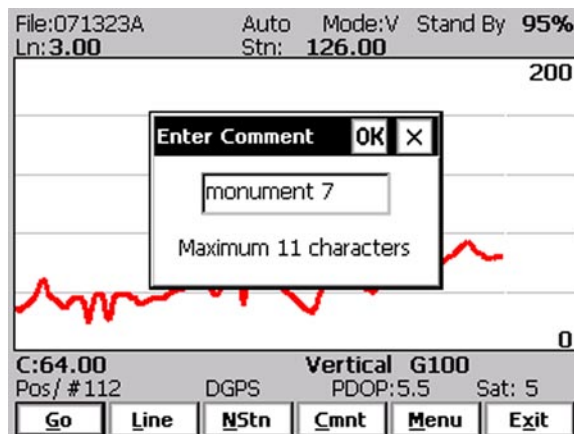 File:071323A Auto Mode:V Stand By 95%
Ln: 3.00 Stn: 126.00
200
Enter Comment OK ×
monument 7
Maximum 11 characters
0
C:64.00 Vertical G100
Pos/ #112 DGPS PDOP:5.5 Sat: 5
Go Line NStn Cmnt Menu Exit